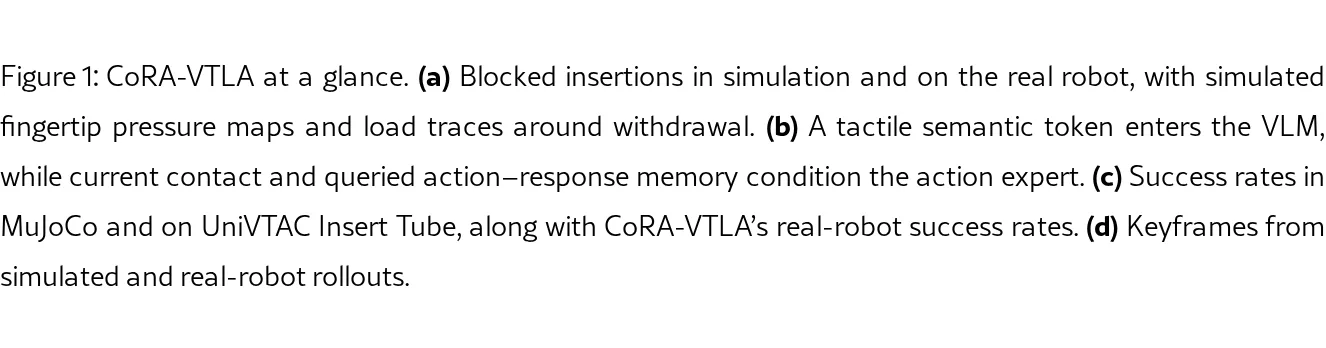 Figure 1: CoRA-VTLA at a glance. (a) Blocked insertions in simulation and on the real robot, with simulated
fingertip pressure maps and load traces around withdrawal. (b) A tactile semantic token enters the VLM,
while current contact and queried action–response memory condition the action expert. (c) Success rates in
MuJoCo and on UniVTAC Insert Tube, along with CoRA-VTLA’s real-robot success rates. (d) Keyframes from
simulated and real-robot rollouts.